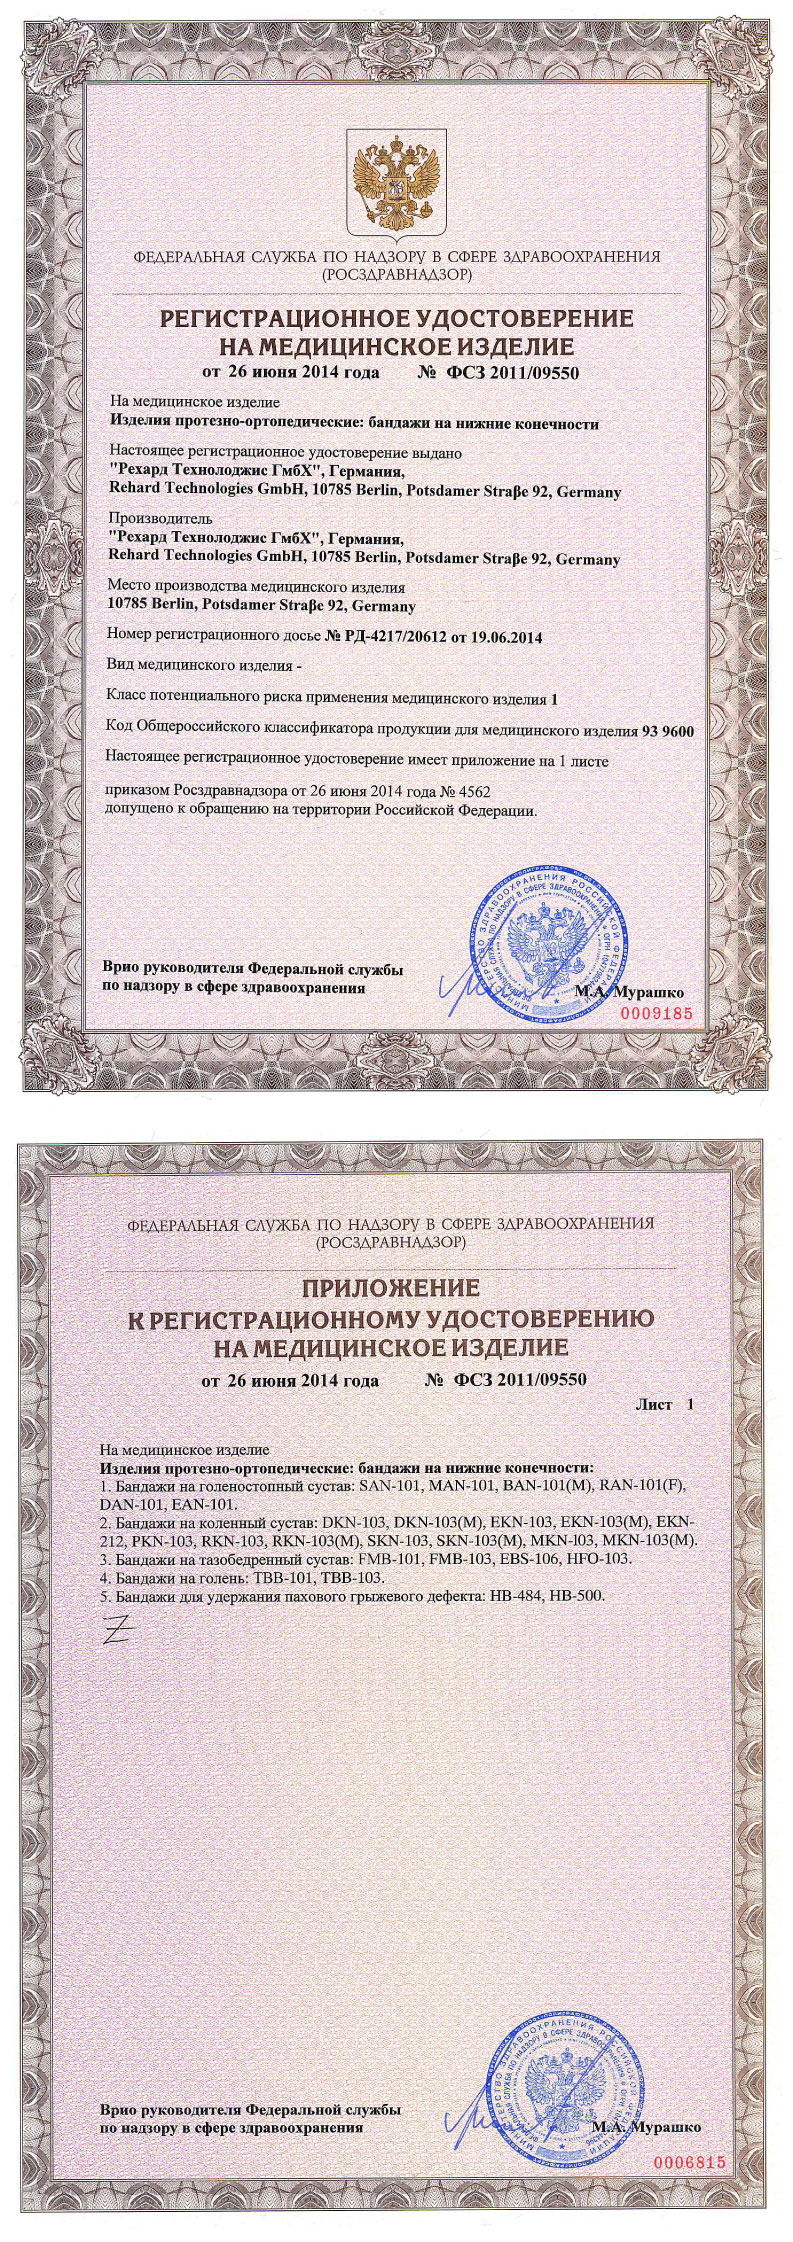 ФЕДЕРАЛЬНАЯ СЛУЖБА ПО НАДЗОРУ В СФЕРЕ ЗДРАВООХРАНЕНИЯ
(РОСЗДРАВНАДЗОР)
РЕГИСТРАЦИОННОЕ УДОСТОВЕРЕНИЕ
НА МЕДИЦИНСКОЕ ИЗДЕЛИЕ
от 26 июня 2014 года № ФСЗ 2011/09550
На медицинское изделие
Изделия протезно-ортопедические: бандажи на нижние конечности
Настоящее регистрационное удостоверение выдано
"Рехард Технолоджис ГмбХ", Германия,
Rehard Technologies GmbH, 10785 Berlin, Potsdamer Straβe 92, Germany
Производитель
"Рехард Технолоджис ГмбХ", Германия,
Rehard Technologies GmbH, 10785 Berlin, Potsdamer Straβe 92, Germany
Место производства медицинского изделия
10785 Berlin, Potsdamer Straβe 92, Germany
Номер регистрационного досье № РД-4217/20612 от 19.06.2014
Вид медицинского изделия -
Класс потенциального риска применения медицинского изделия 1
Код Общероссийского классификатора продукции для медицинского изделия 93 9600
Настоящее регистрационное удостоверение имеет приложение на 1 листе
приказом Росздравнадзора от 26 июня 2014 года № 4562
допущено к обращению на территории Российской Федерации.
Врио руководителя Федеральной службы
по надзору в сфере здравоохранения
М.А. Мурашко
0009185
ФЕДЕРАЛЬНАЯ СЛУЖБА ПО НАДЗОРУ В СФЕРЕ ЗДРАВООХРАНЕНИЯ
(РОСЗДРАВНАДЗОР)
ПРИЛОЖЕНИЕ
К РЕГИСТРАЦИОННОМУ УДОСТОВЕРЕНИЮ
НА МЕДИЦИНСКОЕ ИЗДЕЛИЕ
от 26 июня 2014 года № ФСЗ 2011/09550
Лист 1
На медицинское изделие
Изделия протезно-ортопедические: бандажи на нижние конечности:
1. Бандажи на голеностопный сустав: SAN-101, MAN-101, BAN-101(M), RAN-101(F),
DAN-101, EAN-101.
2. Бандажи на коленный сустав: DKN-103, DKN-103(M), EKN-103, EKN-103(M), EKN-
212, PKN-103, RKN-103, RKN-103(M), SKN-103, SKN-103(M), MKN-l03, MKN-103(M).
3. Бандажи на тазобедренный сустав: FMB-101, FMB-103, EBS-106, HFO-103.
4. Бандажи на голень: TBB-101, TBB-103.
5. Бандажи для удержания пахового грыжевого дефекта: HB-484, HB-500.
Врио руководителя Федеральной службы
по надзору в сфере здравоохранения
М.А. Мурашко
0006815